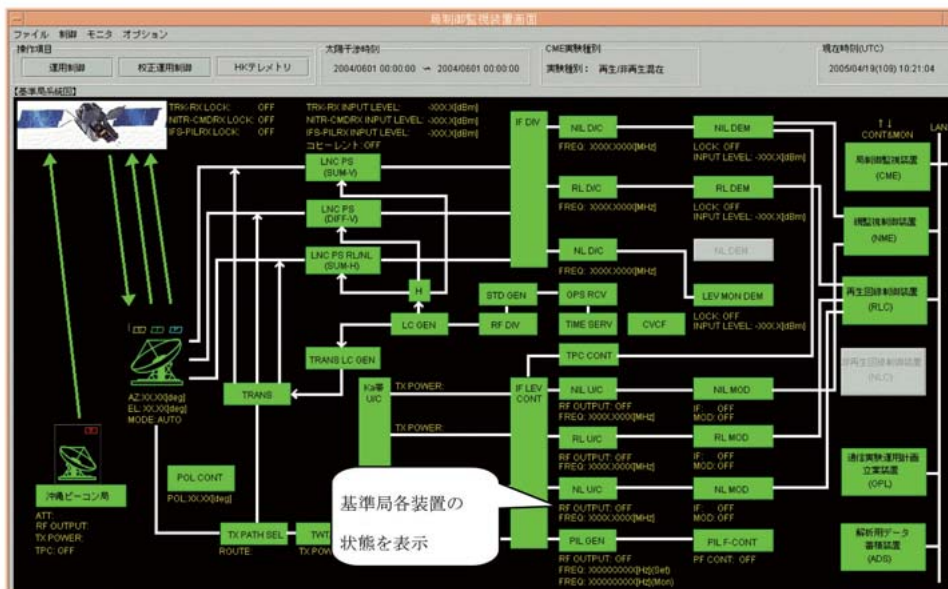 局制御監視装置画面
ファイル 制御 モニタ オプション
操作項目
運用制御 校正運用制御 HKテレメトリ
太陽干渉時刻
2004/0601 00:00:00 ～ 2004/0601 00:00:00
CME実験種別
実験種別： 再生/非再生混在
現在時刻(UTC)
2005/04/19(109) 10:21:04
【基準局系統図】
TRK-RX LOCK: OFF
NITR-CMDRX LOCK: OFF
IFS-PILRX LOCK: OFF
TRK-RX INPUT LEVEL: -XXX.X[dBm]
NITR-CMDRX INPUT LEVEL: -XXX.X[dBm]
IFS-PILRX INPUT LEVEL: -XXX.X[dBm]
コヒーレント: OFF
LNC PS
(SUM-V)
LNC PS
(DIFF-V)
LNC PS RL/NL
(SUM-H)
H
LC GEN
TRANS LC GEN
TRANS
IF DIV
NIL D/C
FREQ: XXXX.XXXX[MHz]
NIL DEM
LOCK: OFF
INPUT LEVEL: -XXX.X[dBm]
RL D/C
FREQ: XXXX.XXXX[MHz]
RL DEM
LOCK: OFF
INPUT LEVEL: -XXX.X[dBm]
NL D/C
FREQ: XXXX.XXXX[MHz]
NL DEM
LEV MON DEM
LOCK: OFF
INPUT LEVEL: -XXX.X[dBm]
STD GEN
GPS RCV
RF DIV
TIME SERV
CVCF
TPC CONT
Ka帯
U/C
TX POWER:
TX POWER:
IF LEV
CONT
NIL U/C
RF OUTPUT: OFF
FREQ: XXXX.XXXX[MHz]
NIL MOD
IF: OFF
MOD: OFF
RL U/C
RF OUTPUT: OFF
FREQ: XXXX.XXXX[MHz]
RL MOD
IF: OFF
MOD: OFF
NL U/C
RF OUTPUT: OFF
FREQ: XXXX.XXXX[MHz]
NL MOD
IF: OFF
MOD: OFF
PIL GEN
RF OUTPUT: OFF
FREQ: XXXXXXXXX[Hz](Set)
FREQ: XXXXXXXXX[Hz](Mon)
PIL F-CONT
PF CONT: OFF
AZ:XX.XX[deg]
EL: XX.XX[deg]
MODE: AUTO
沖縄ビーコン局
ATT:
RF OUTPUT:
TX POWER:
TPC: OFF
POL CONT
POL:XX.XX[deg]
TX PATH SEL
ROUTE:
TWT
TX POW
基準局各装置の
状態を表示
↑↓
CONT&MON
LAN
局制御監視装置
(CME)
(NME)
再生回線制御装置
(RLC)
非再生回線制御装置
(NLC)
通信実験運用計画
立案装置
(OPL)
解析用データ
蓄積装置
(ADS)